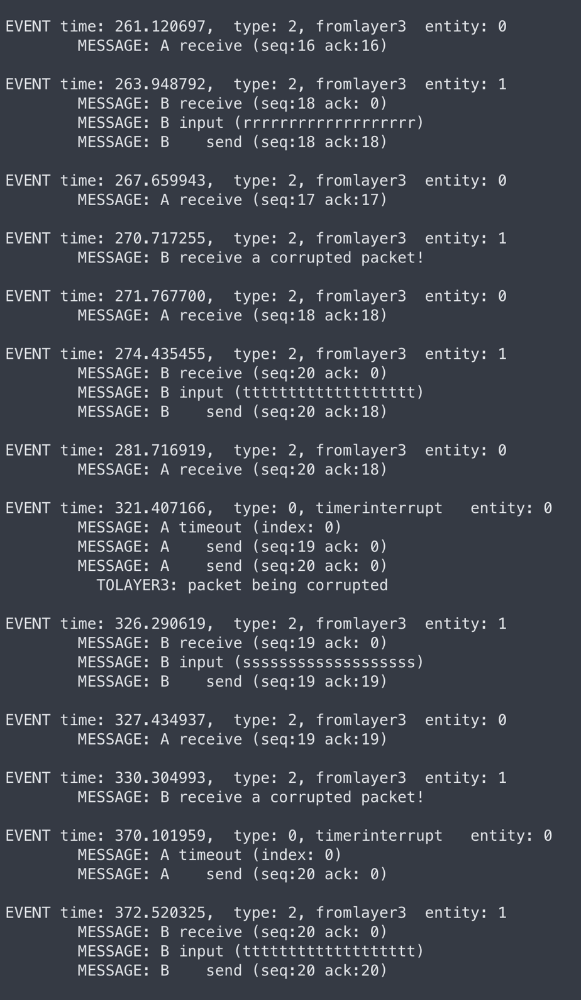 EVENT time: 261.120697,  type: 2, fromlayer3  entity: 0
        MESSAGE: A receive (seq:16 ack:16)

EVENT time: 263.948792,  type: 2, fromlayer3  entity: 1
        MESSAGE: B receive (seq:18 ack: 0)
        MESSAGE: B input (rrrrrrrrrrrrrrrrrrr)
        MESSAGE: B    send (seq:18 ack:18)

EVENT time: 267.659943,  type: 2, fromlayer3  entity: 0
        MESSAGE: A receive (seq:17 ack:17)

EVENT time: 270.717255,  type: 2, fromlayer3  entity: 1
        MESSAGE: B receive a corrupted packet!

EVENT time: 271.767700,  type: 2, fromlayer3  entity: 0
        MESSAGE: A receive (seq:18 ack:18)

EVENT time: 274.435455,  type: 2, fromlayer3  entity: 1
        MESSAGE: B receive (seq:20 ack: 0)
        MESSAGE: B input (ttttttttttttttttttt)
        MESSAGE: B    send (seq:20 ack:18)

EVENT time: 281.716919,  type: 2, fromlayer3  entity: 0
        MESSAGE: A receive (seq:20 ack:18)

EVENT time: 321.407166,  type: 0, timerinterrupt   entity: 0
        MESSAGE: A timeout (index: 0)
        MESSAGE: A    send (seq:19 ack: 0)
        MESSAGE: A    send (seq:20 ack: 0)
          TOLAYER3: packet being corrupted

EVENT time: 326.290619,  type: 2, fromlayer3  entity: 1
        MESSAGE: B receive (seq:19 ack: 0)
        MESSAGE: B input (sssssssssssssssssss)
        MESSAGE: B    send (seq:19 ack:19)

EVENT time: 327.434937,  type: 2, fromlayer3  entity: 0
        MESSAGE: A receive (seq:19 ack:19)

EVENT time: 330.304993,  type: 2, fromlayer3  entity: 1
        MESSAGE: B receive a corrupted packet!

EVENT time: 370.101959,  type: 0, timerinterrupt   entity: 0
        MESSAGE: A timeout (index: 0)
        MESSAGE: A    send (seq:20 ack: 0)

EVENT time: 372.520325,  type: 2, fromlayer3  entity: 1
        MESSAGE: B receive (seq:20 ack: 0)
        MESSAGE: B input (ttttttttttttttttttt)
        MESSAGE: B    send (seq:20 ack:20)